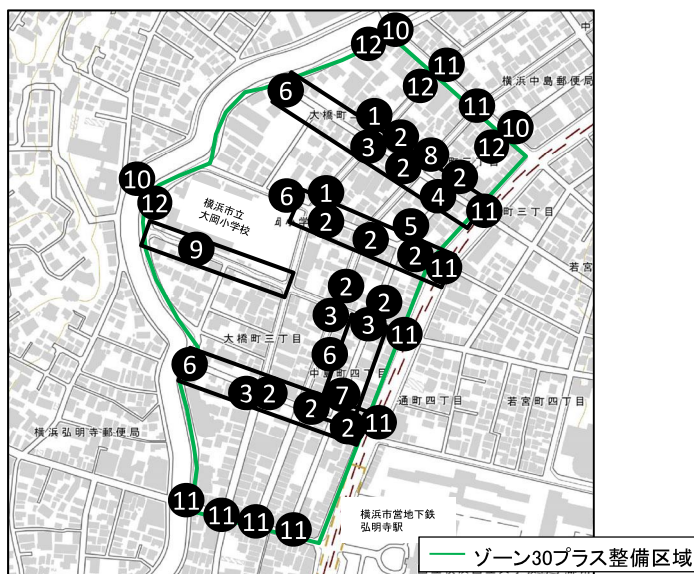 10
12
11
中
12
横浜中島郵便局
6
11
10
大橋町二
1
2
12
3
8
2
2
10
12
6
1
4
11
町三丁目
横浜市立
大岡小学校
2
5
9
2
2
11
若宮
2
2
3
3
11
大橋町三丁目
6
6
中島町四丁目
3
2
7
2
2
11
通町四丁目
若宮町四丁目
横浜弘明寺郵便局
11
11
11
11
横浜市営地下鉄
弘明寺駅
ゾーン30プラス整備区域